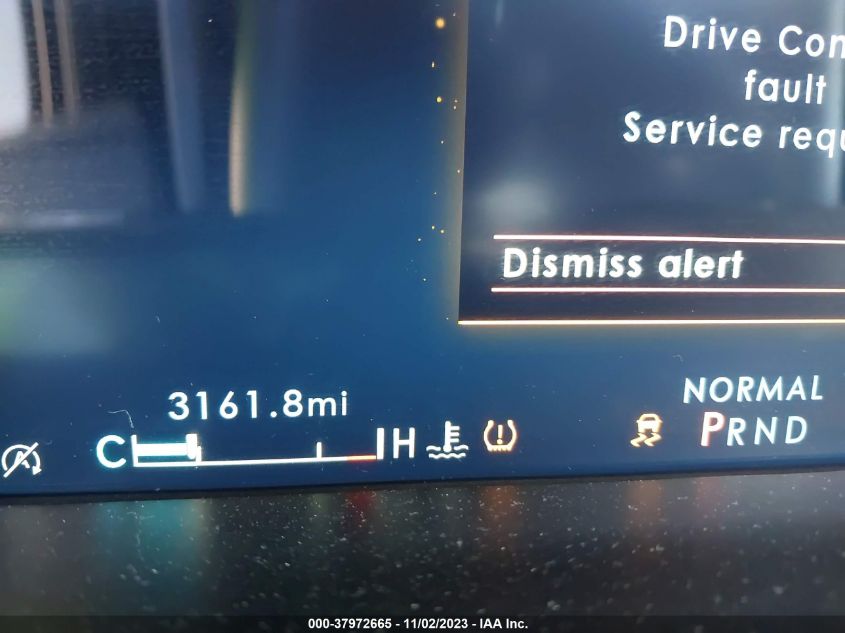 Drive Con
fault
Service requ
Dismiss alert
3161.8mi
NORMAL
C H
PRND
000-37972665 - 11/02/2023 - IAA Inc.